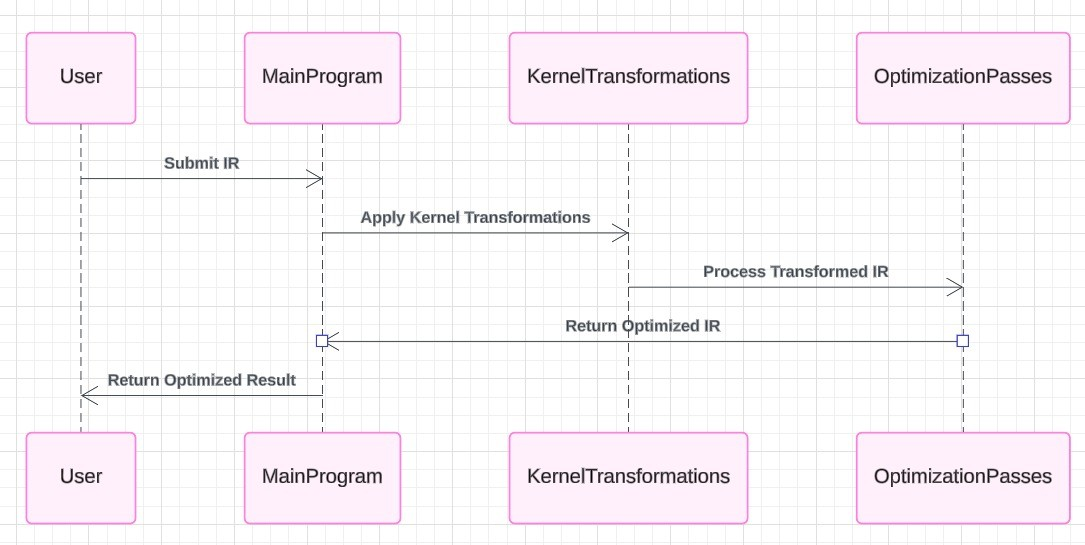 User
MainProgram
KernelTransformations
OptimizationPasses
Submit IR
Apply Kernel Transformations
Process Transformed IR
Return Optimized IR
Return Optimized Result
User
MainProgram
KernelTransformations
OptimizationPasses